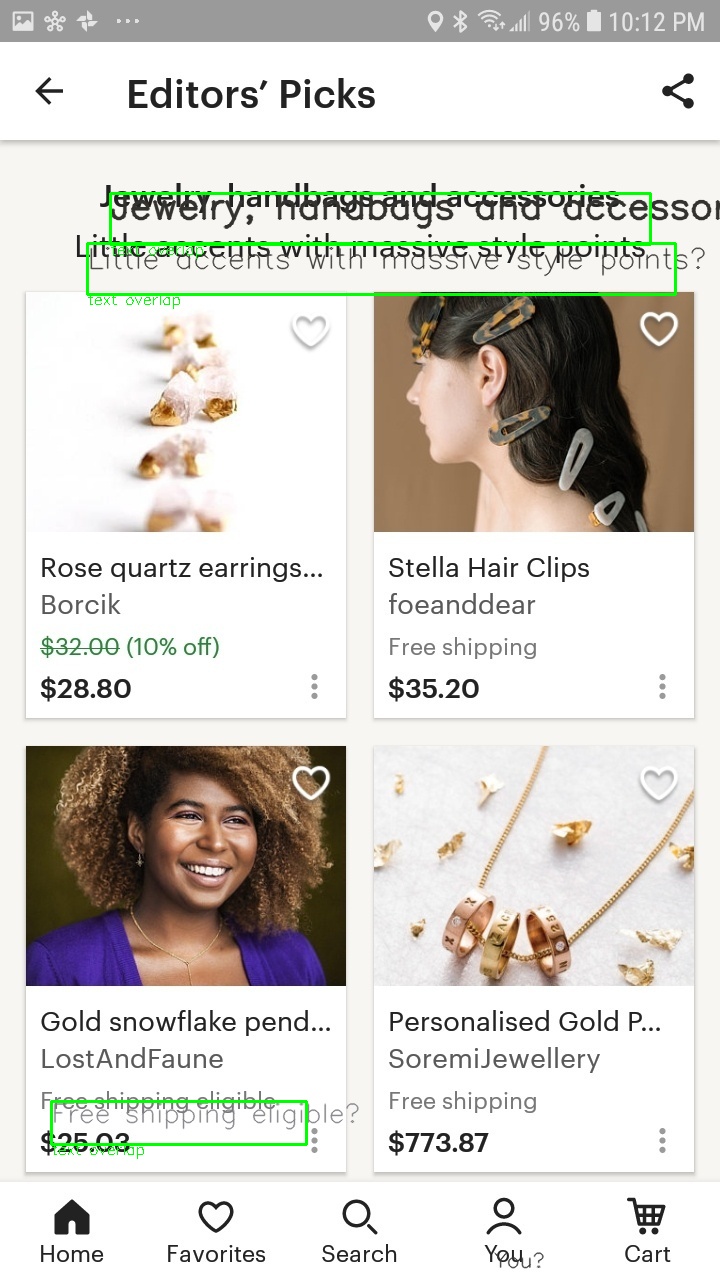 96% 10:12 PM
Editors’ Picks
Jewelry, handbags and accessories
Jewelry, handbags and accessor
Little accents with massive style points
text overlap
Little accents with massive style points?
text overlap
Rose quartz earrings...
Borcik
$32.00 (10% off)
$28.80
Stella Hair Clips
foeanddear
Free shipping
$35.20
Gold snowflake pend...
LostAndFaune
Free shipping eligible
Free shipping eligible?
$25.03
text overlap
Personalised Gold P...
SoremiJewellery
Free shipping
$773.87
Home
Favorites
Search
You
You?
Cart